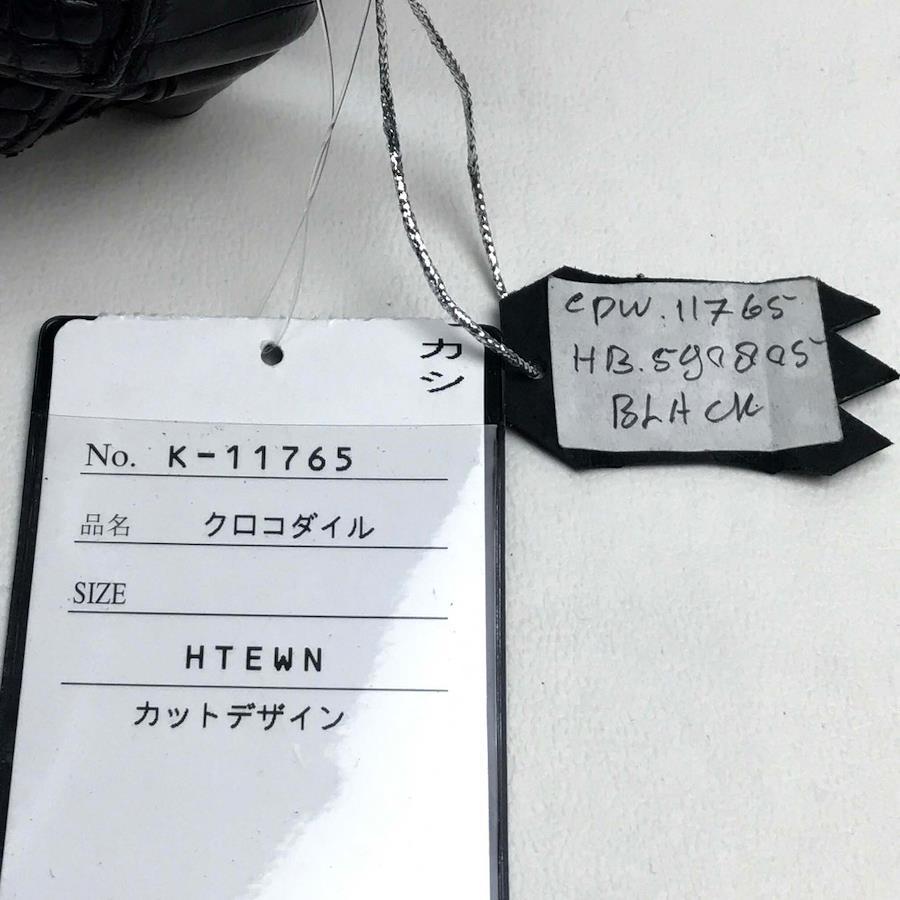 カシ
No. K-11765
品名 クロコダイル
SIZE
HTEWN
カットデザイン
CDW.11765
HB.590805
BLACK